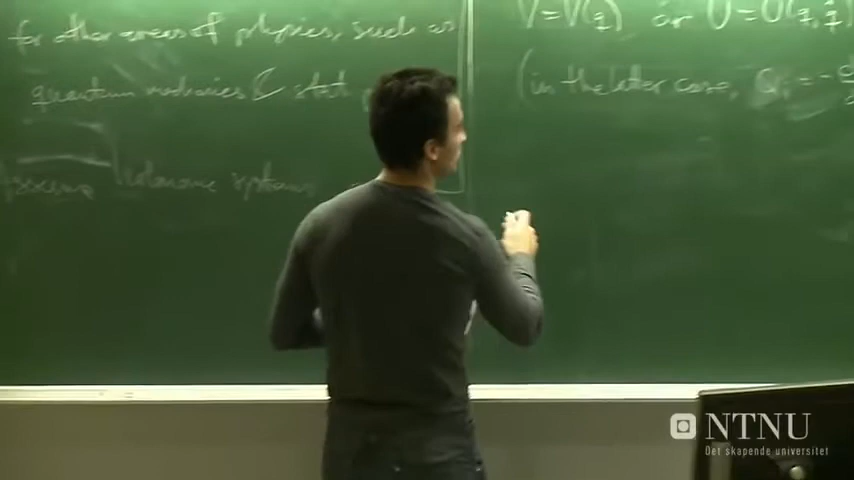 for other areas of physics, such as
quantum mechanics & stat
Assume holonomic systems
V = V(q) or U = U(q, q̇)
(in the latter case, Q
NTNU
Det skapende universitet